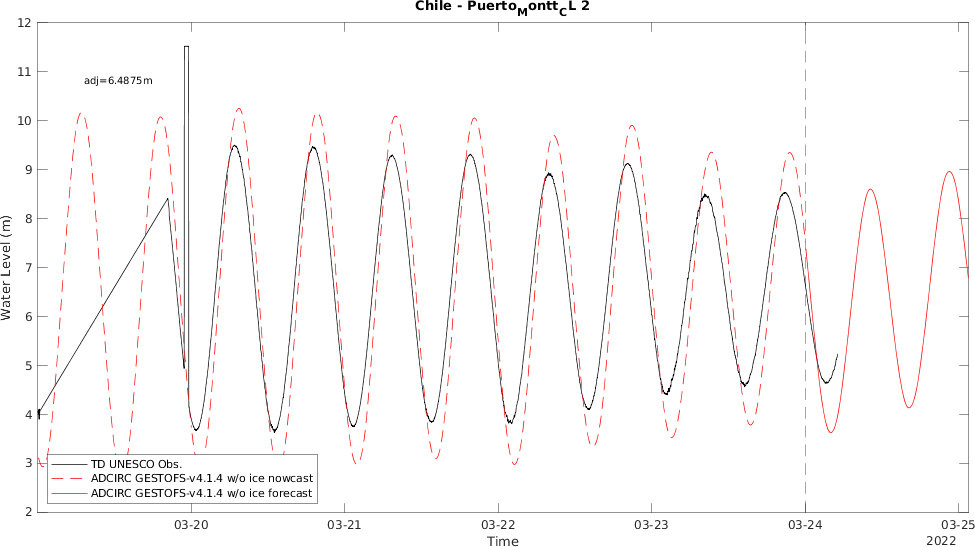 Chile - PuertoMonttCL 2
12
11
10
9
8
7
6
5
4
3
2
Water Level (m)
adj=6.4875m
TD UNESCO Obs.
ADCIRC GESTOFS-v4.1.4 w/o ice nowcast
ADCIRC GESTOFS-v4.1.4 w/o ice forecast
03-20 03-21 03-22 03-23 03-24 03-25
Time
2022